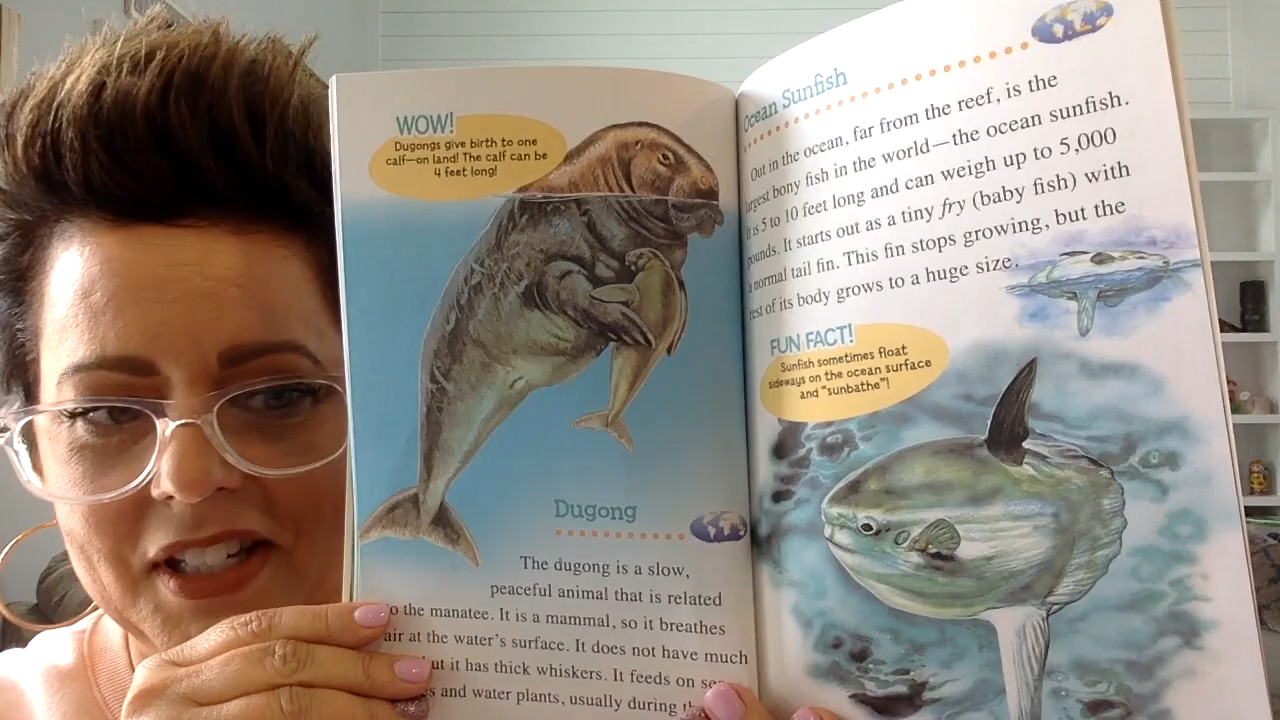 WOW!
Dugongs give birth to one
calf—on land! The calf can be
4 feet long!
Dugong
The dugong is a slow,
peaceful animal that is related
to the manatee. It is a mammal, so it breathes
air at the water's surface. It does not have much
but it has thick whiskers. It feeds on
and water plants, usually during
Ocean Sunfish
Out in the ocean, far from the reef, is the
largest bony fish in the world—the ocean sunfish.
It is 5 to 10 feet long and can weigh up to 5,000
pounds. It starts out as a tiny fry (baby fish) with
a normal tail fin. This fin stops growing, but the
rest of its body grows to a huge size.
FUN FACT!
Sunfish sometimes float
sideways on the ocean surface
and "sunbathe"!